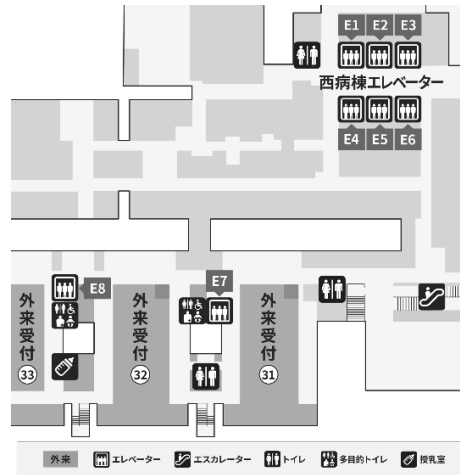 E1 E2 E3
西病棟エレベーター
E4 E5 E6
E8
E7
外来受付
33
外来受付
32
外来受付
31
外来 エレベーター エスカレーター トイレ 多目的トイレ 授乳室